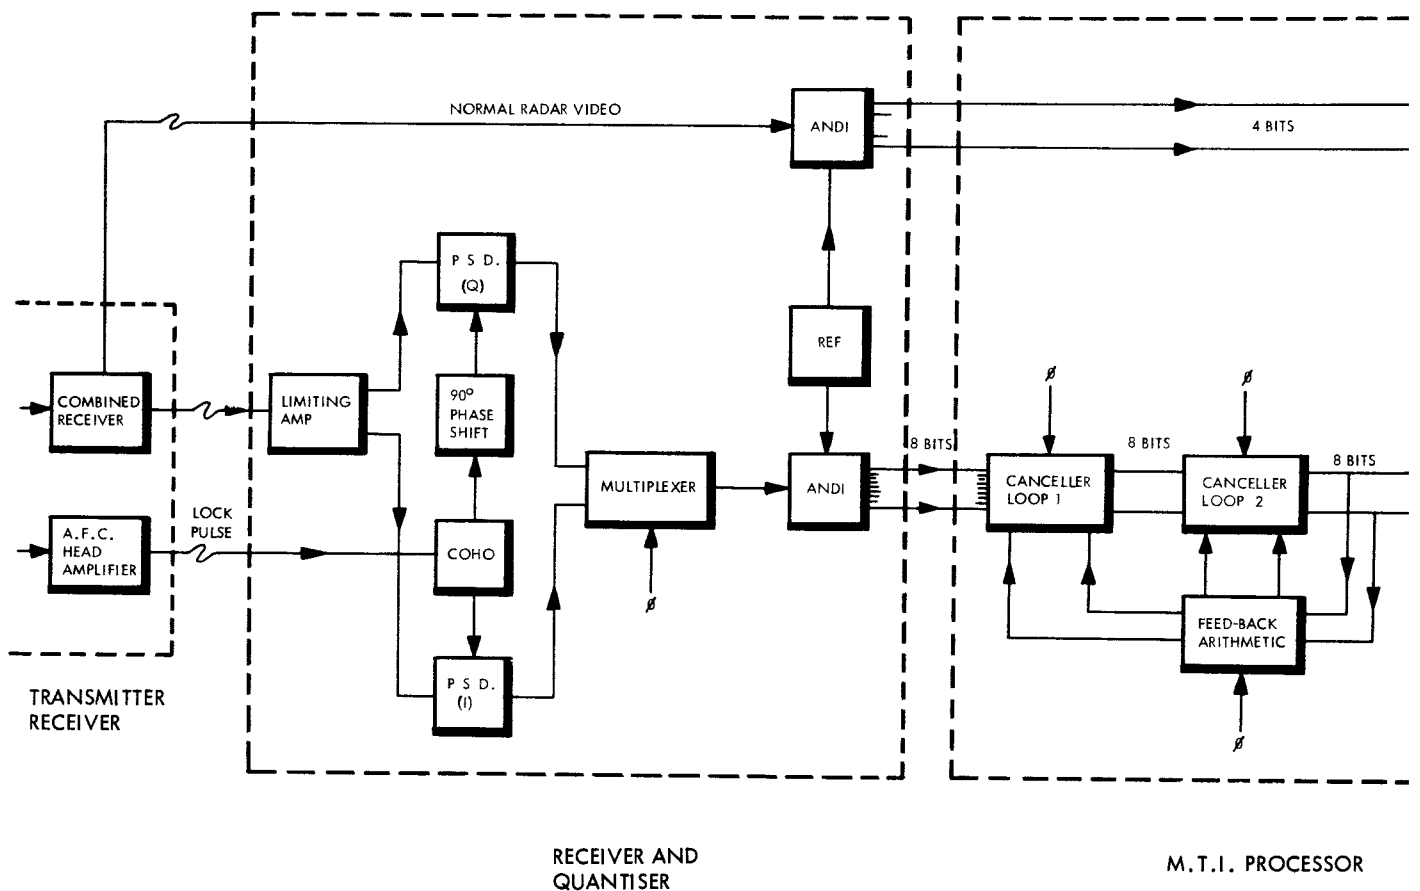 NORMAL RADAR VIDEO
ANDI
4 BITS
P S D.
(Q)
REF
COMBINED
RECEIVER
LIMITING
AMP
90°
PHASE
SHIFT
Ø
Ø
8 BITS
8 BITS
8 BITS
MULTIPLEXER
ANDI
CANCELLER
LOOP 1
CANCELLER
LOOP 2
A.F.C.
HEAD
AMPLIFIER
LOCK
PULSE
COHO
Ø
FEED-BACK
ARITHMETIC
P S D.
(I)
Ø
TRANSMITTER
RECEIVER
RECEIVER AND
QUANTISER
M.T.I. PROCESSOR